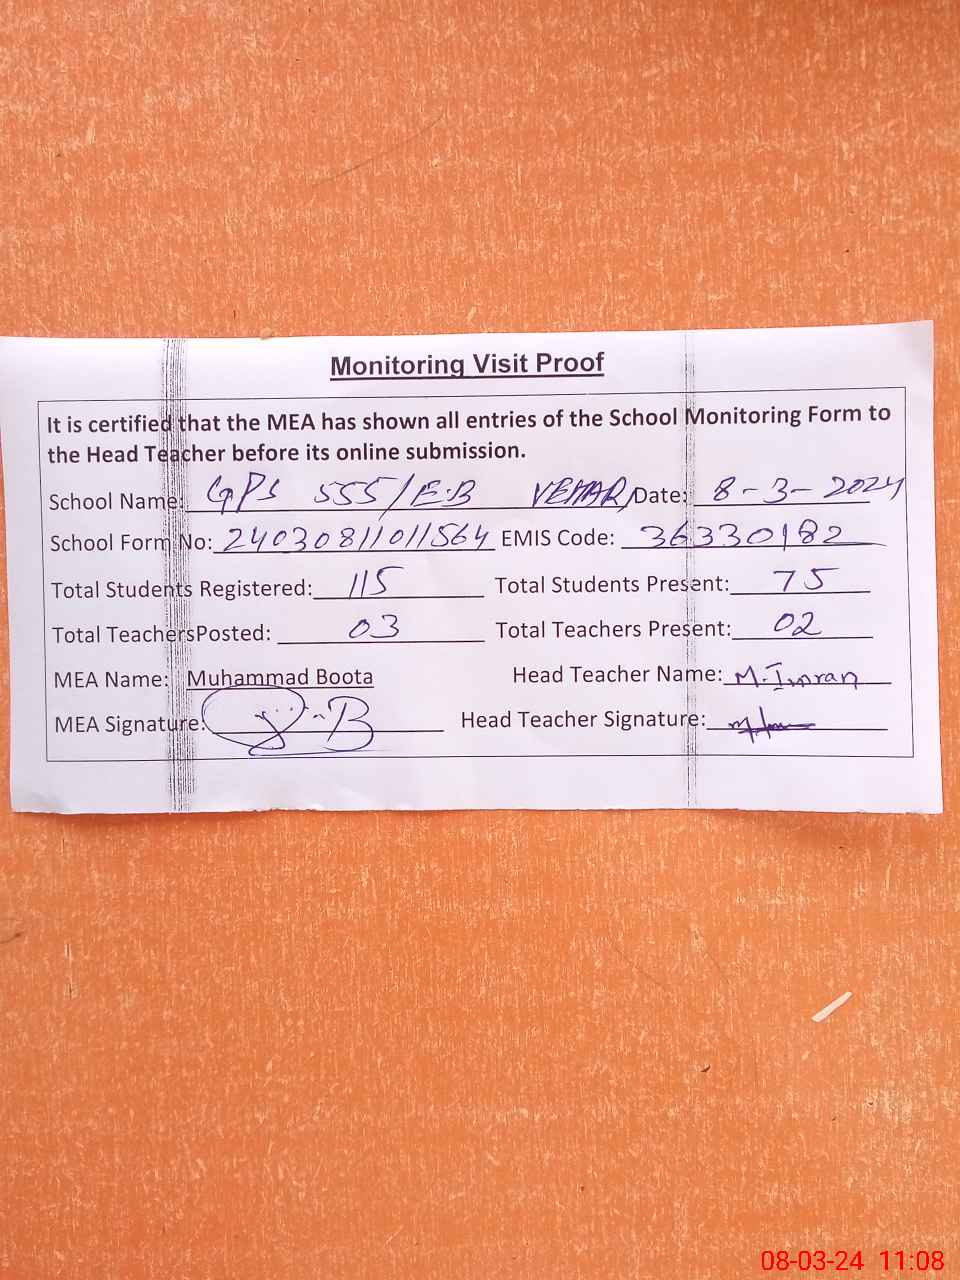 Monitoring Visit Proof
It is certified that the MEA has shown all entries of the School Monitoring Form to
the Head Teacher before its online submission.
School Name: GPS 555/E.B VEHARI Date: 8-3-2024
School Form No: 24030811011564 EMIS Code: 36330182
Total Students Registered: 115 Total Students Present: 75
Total TeachersPosted: 03 Total Teachers Present: 02
MEA Name: Muhammad Boota Head Teacher Name: M.Imran
MEA Signature: Head Teacher Signature:
08-03-24 11:08